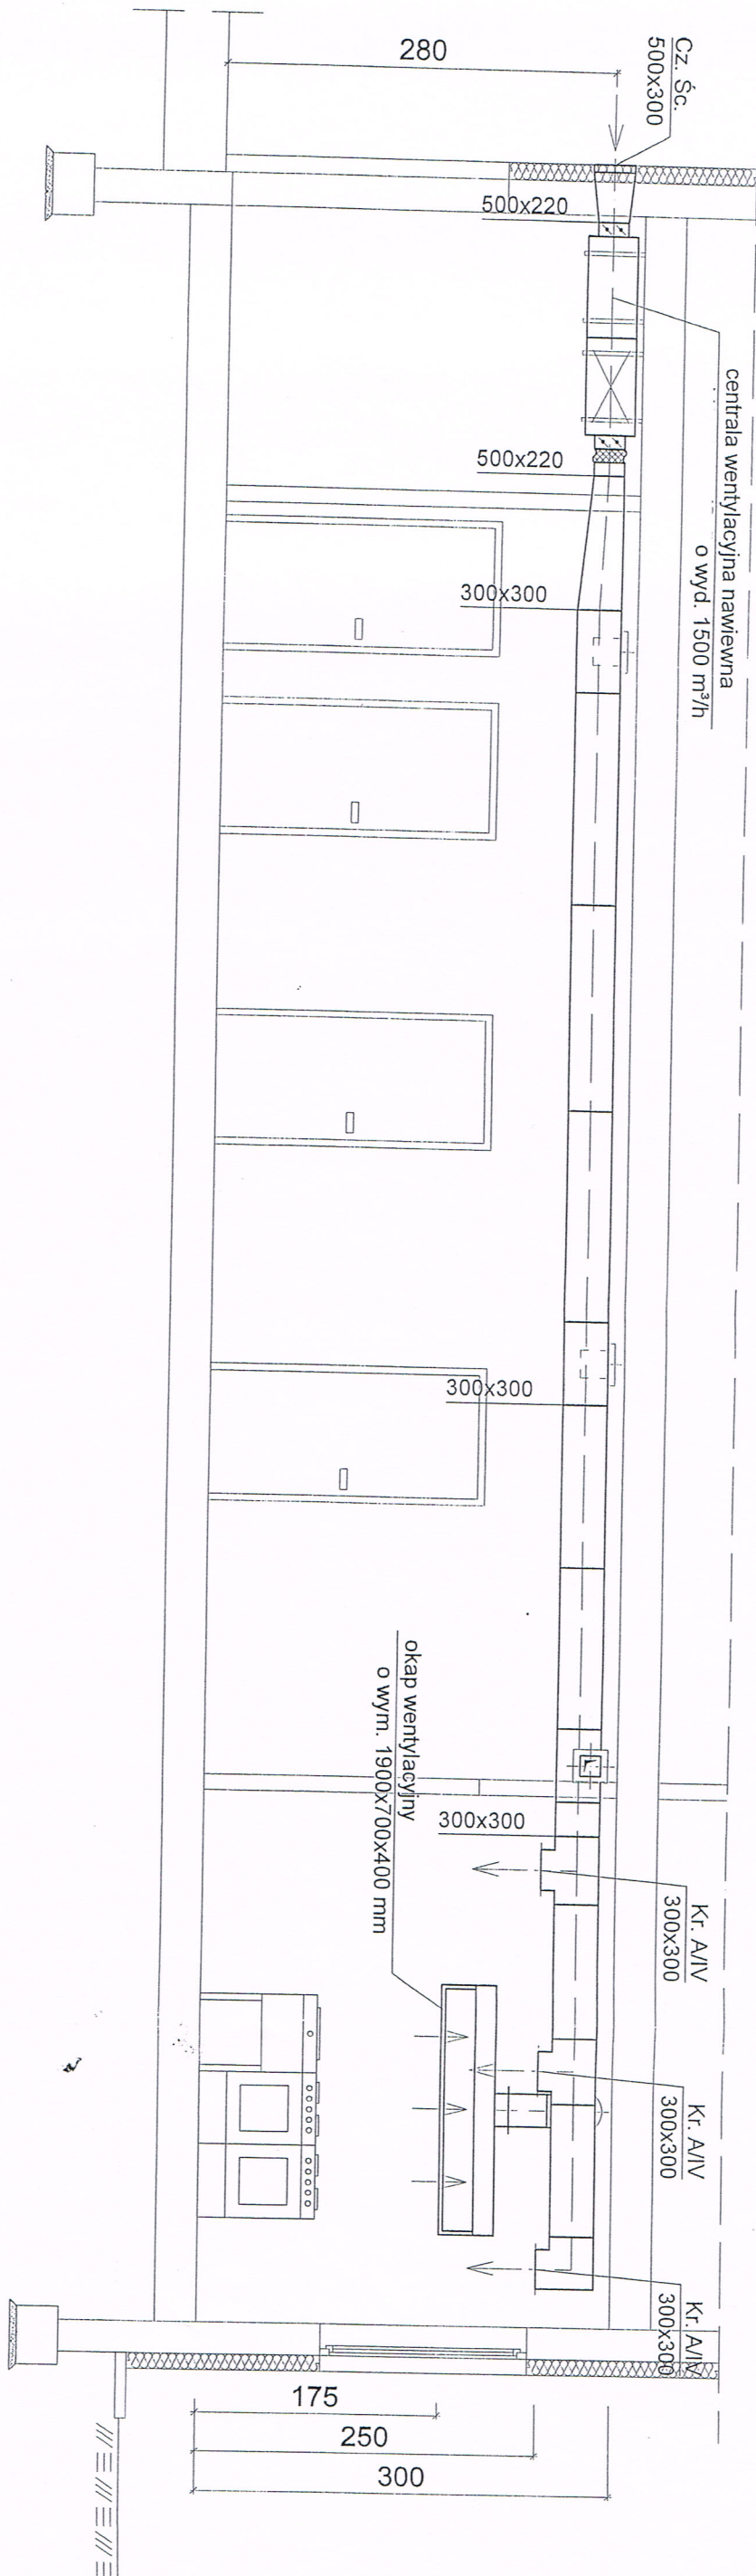 280
Cz. Śc.
500x300
500x220
centrala wentylacyjna nawiewna
o wyd. 1500 m³/h
500x220
300x300
300x300
okap wentylacyjny
o wym. 1900x700x400 mm
300x300
Kr. A/IV
300x300
Kr. A/IV
300x300
Kr. A/IV
300x300
175
250
300